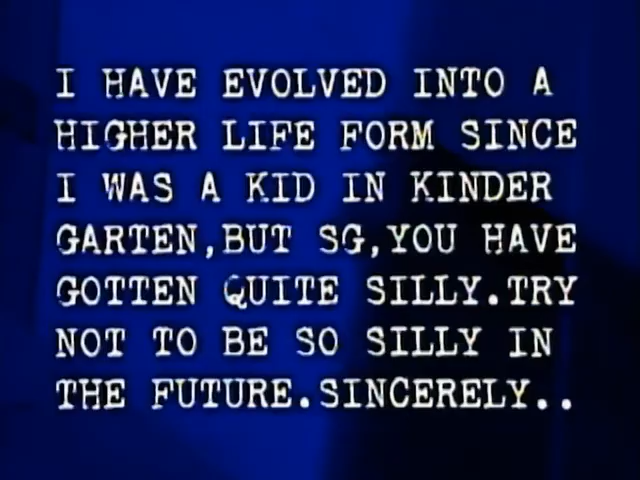 I HAVE EVOLVED INTO A
HIGHER LIFE FORM SINCE
I WAS A KID IN KINDER
GARTEN,BUT SG,YOU HAVE
GOTTEN QUITE SILLY.TRY
NOT TO BE SO SILLY IN
THE FUTURE.SINCERELY..